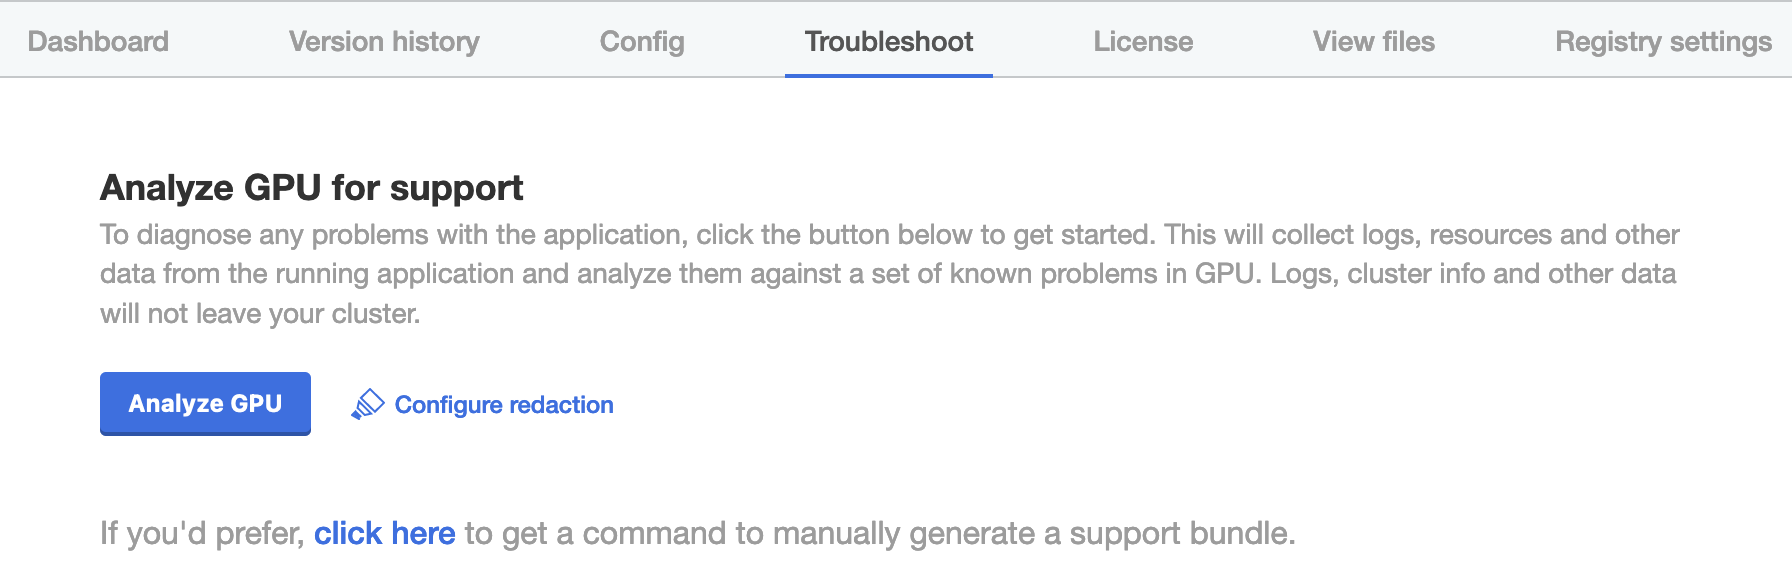 Dashboard Version history Config Troubleshoot License View files Registry settings
Analyze GPU for support
To diagnose any problems with the application, click the button below to get started. This will collect logs, resources and other
data from the running application and analyze them against a set of known problems in GPU. Logs, cluster info and other data
will not leave your cluster.
Analyze GPU Configure redaction
If you'd prefer, click here to get a command to manually generate a support bundle.